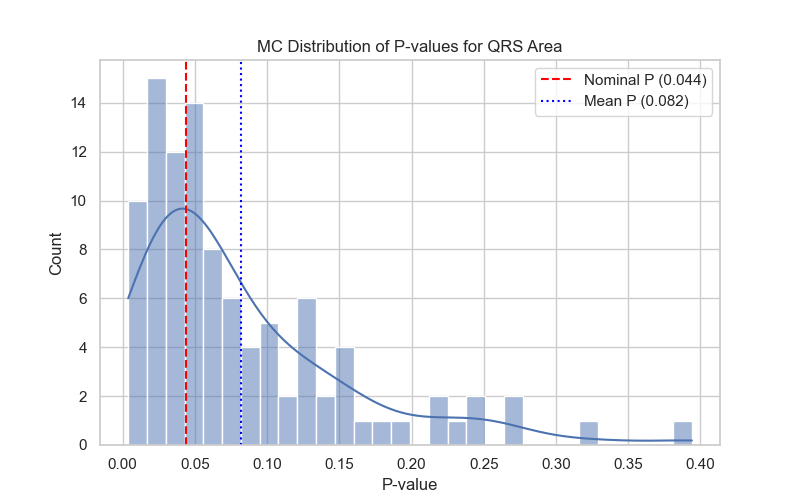 MC Distribution of P-values for QRS Area
Nominal P (0.044)
Mean P (0.082)
Count
14
12
10
8
6
4
2
0
0.00 0.05 0.10 0.15 0.20 0.25 0.30 0.35 0.40
P-value